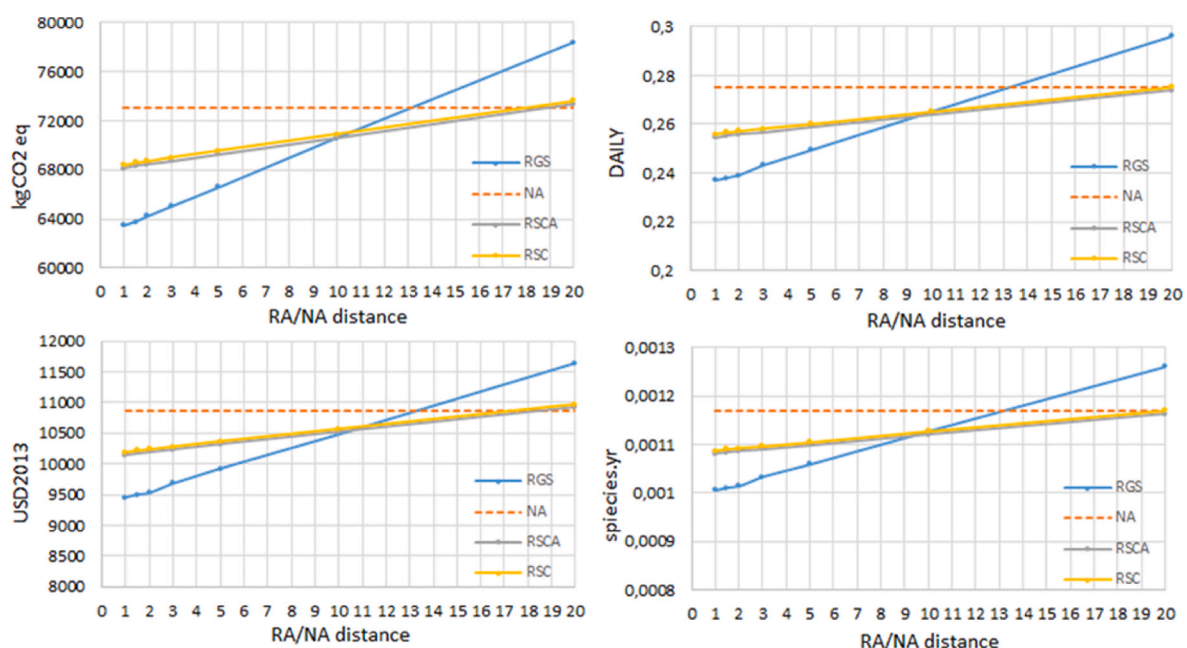 kgCO2 eq
80000
76000
72000
68000
64000
60000
RGS
NA
RSCA
RSC
0 1 2 3 4 5 6 7 8 9 10 11 12 13 14 15 16 17 18 19 20
RA/NA distance
DAILY
0,3
0,28
0,26
0,24
0,22
0,2
RGS
NA
RSCA
RSC
0 1 2 3 4 5 6 7 8 9 10 11 12 13 14 15 16 17 18 19 20
RA/NA distance
USD2013
12000
11500
11000
10500
10000
9500
9000
8500
8000
RGS
NA
RSCA
RSC
0 1 2 3 4 5 6 7 8 9 10 11 12 13 14 15 16 17 18 19 20
RA/NA distance
spiecies.yr
0,0013
0,0012
0,0011
0,001
0,0009
0,0008
RGS
NA
RSCA
RSC
0 1 2 3 4 5 6 7 8 9 10 11 12 13 14 15 16 17 18 19 20
RA/NA distance